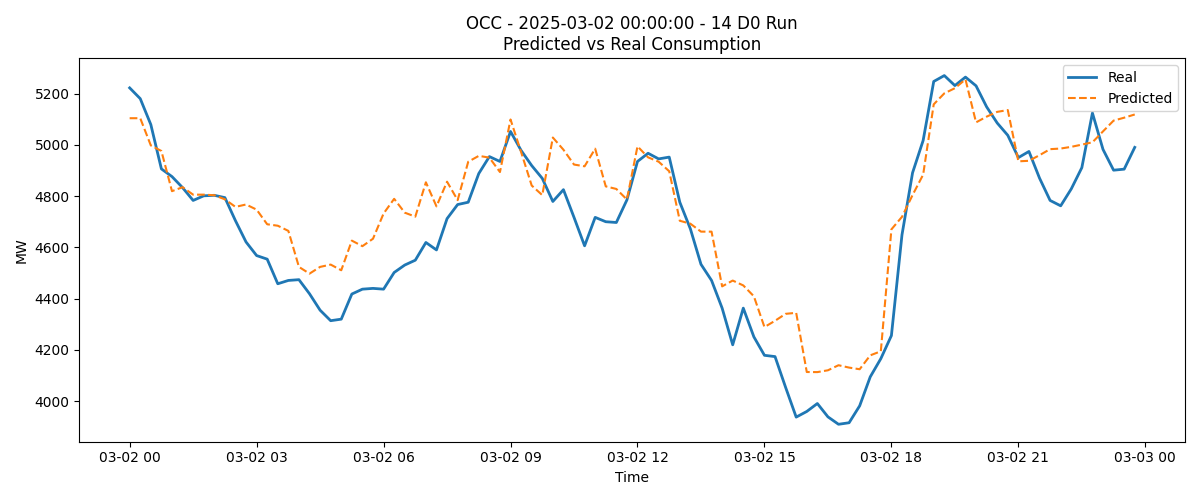 OCC - 2025-03-02 00:00:00 - 14 D0 Run
Predicted vs Real Consumption
Real
Predicted
MW
5200
5000
4800
4600
4400
4200
4000
03-02 00
03-02 03
03-02 06
03-02 09
03-02 12
03-02 15
03-02 18
03-02 21
03-03 00
Time